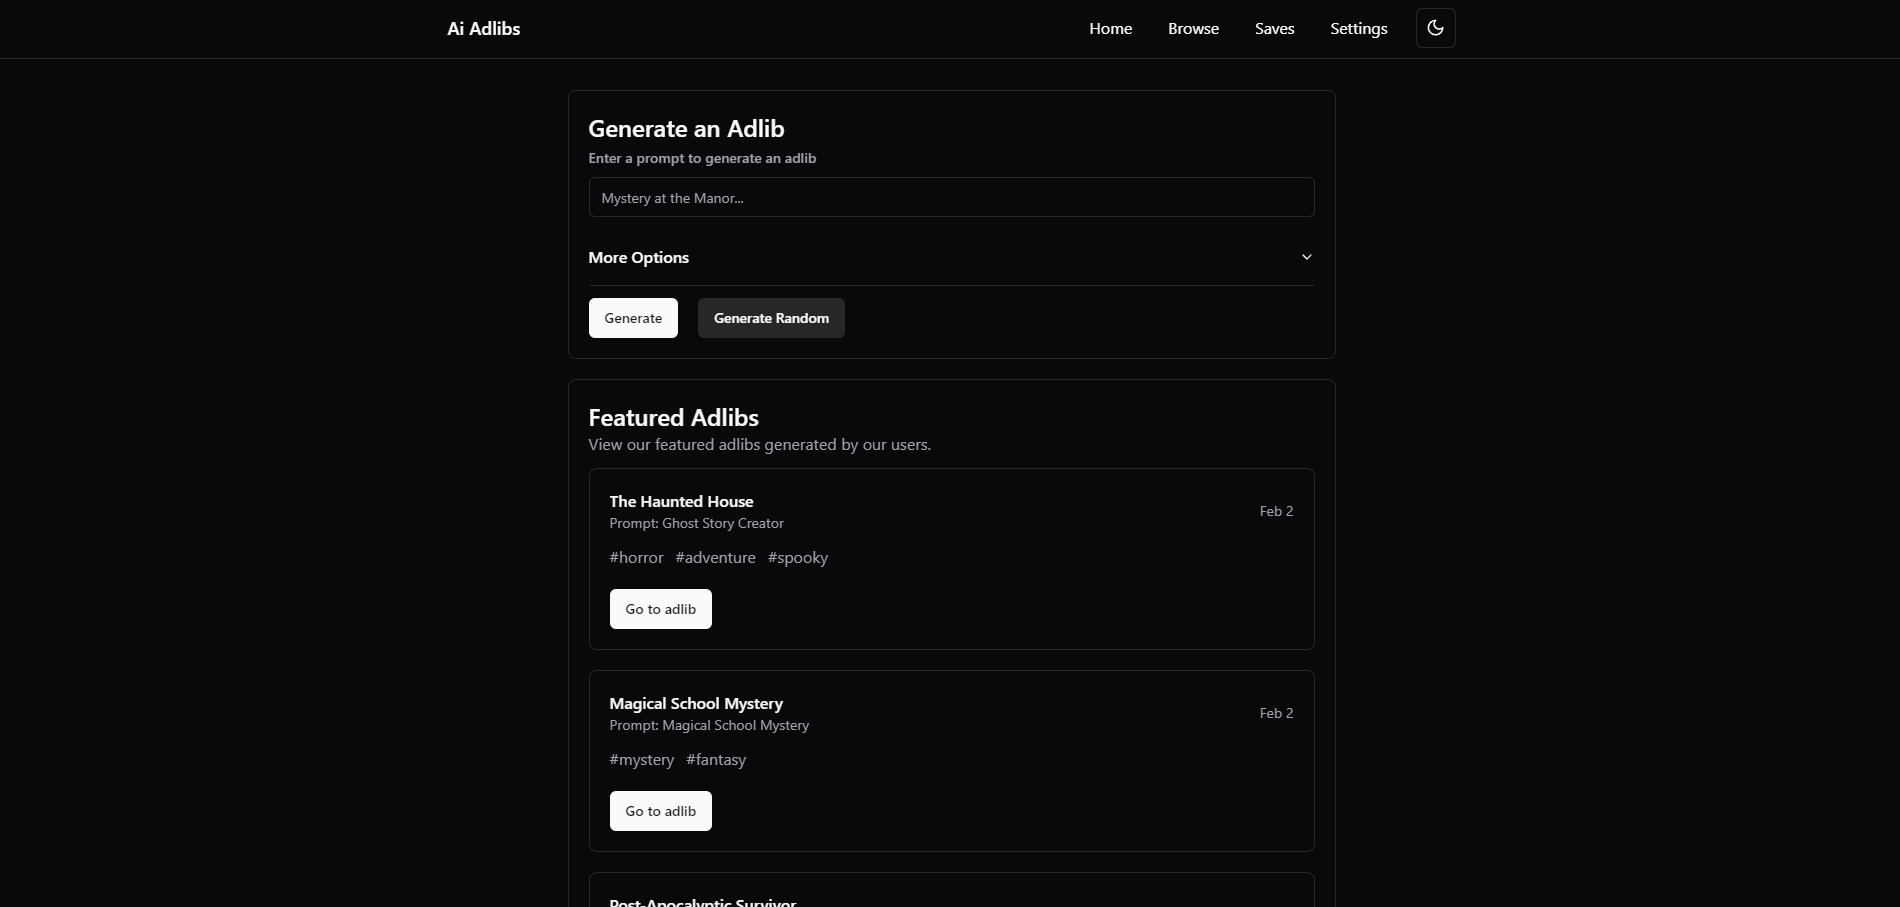 Ai Adlibs
Home Browse Saves Settings
Generate an Adlib
Enter a prompt to generate an adlib
Mystery at the Manor...
More Options
Generate Generate Random
Featured Adlibs
View our featured adlibs generated by our users.
The Haunted House
Feb 2
Prompt: Ghost Story Creator
#horror #adventure #spooky
Go to adlib
Magical School Mystery
Feb 2
Prompt: Magical School Mystery
#mystery #fantasy
Go to adlib
Post-Apocalyptic Survivor